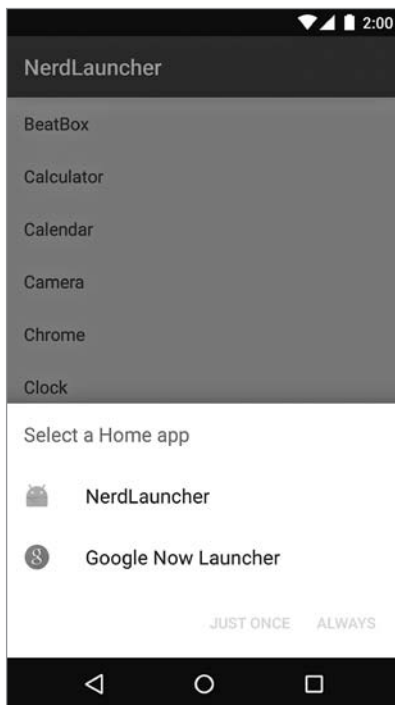 2:00
NerdLauncher
BeatBox
Calculator
Calendar
Camera
Chrome
Clock
Select a Home app
NerdLauncher
8 Google Now Launcher
JUST ONCE ALWAYS